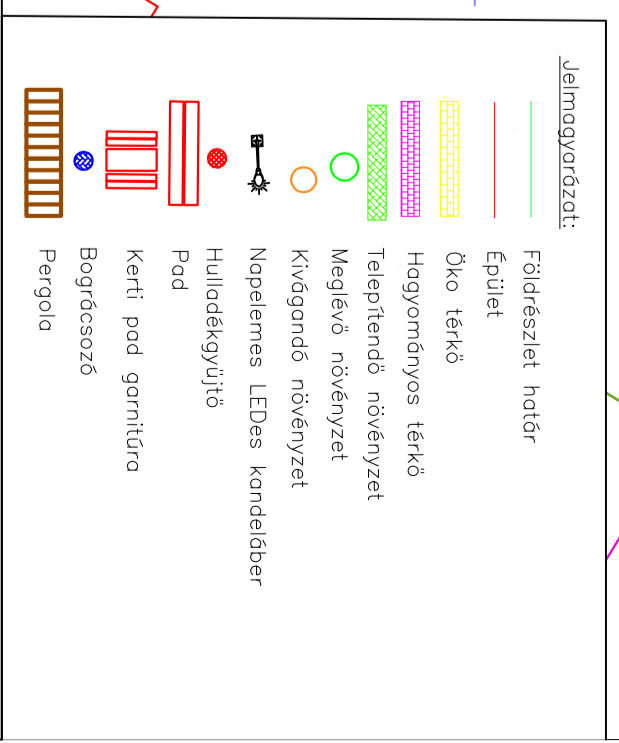 Jelmagyarázat:
Földrészlet határ
Épület
Öko térkő
Hagyományos térkő
Telepítendő növényzet
Meglévő növényzet
Kivágandó növényzet
Napelemes LEDes kandeláber
Hulladékgyűjtő
Pad
Kerti pad garnitúra
Bográcsozó
Pergola